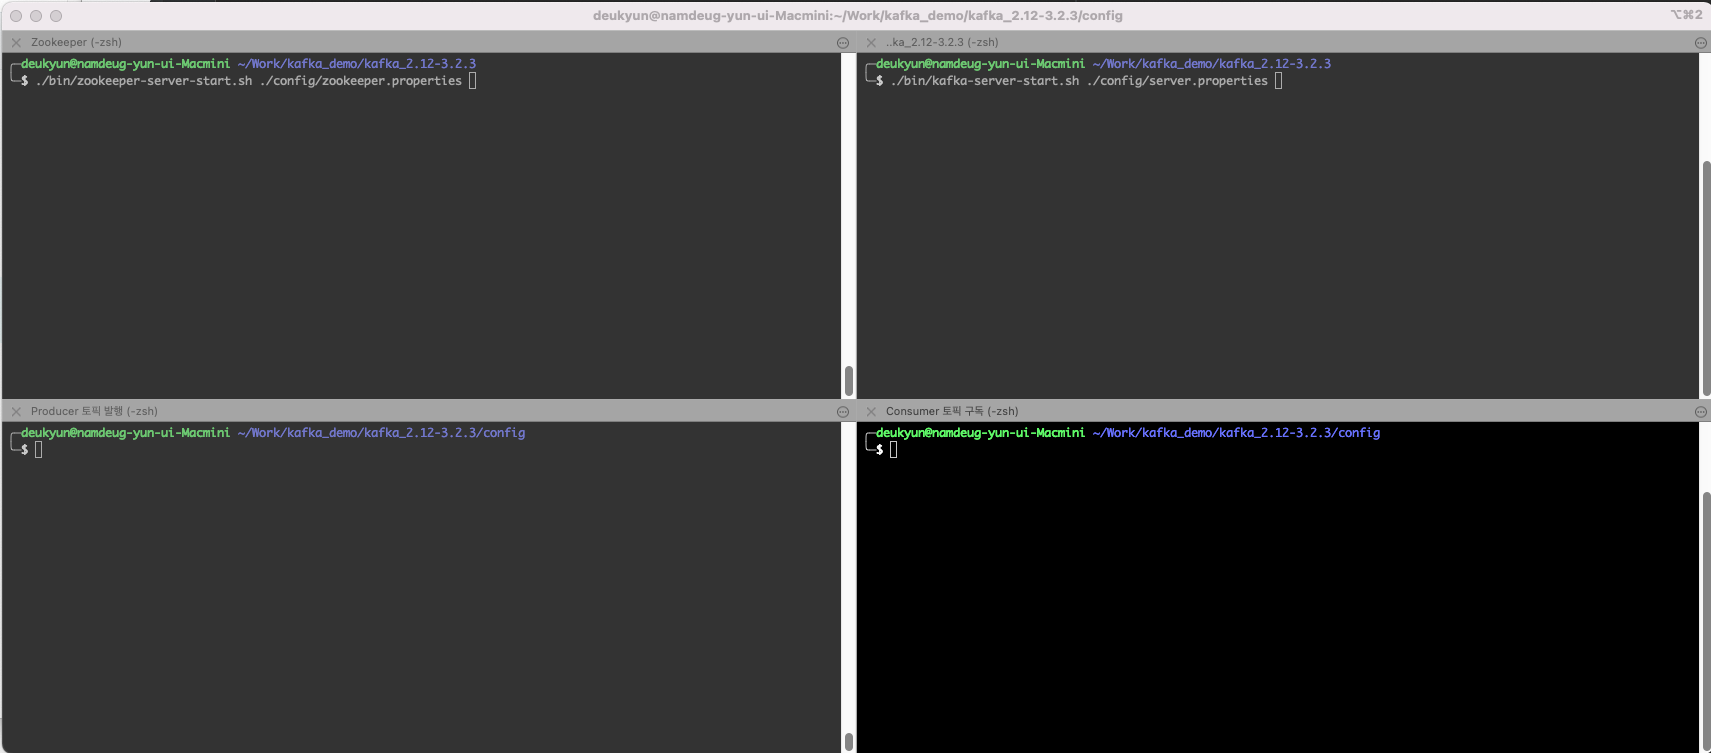 deukyun@namdeug-yun-ui-Macmini:~/Work/kafka_demo/kafka_2.12-3.2.3/config
⌥⌘2
Zookeeper (-zsh)
deukyun@namdeug-yun-ui-Macmini ~/Work/kafka_demo/kafka_2.12-3.2.3
$ ./bin/zookeeper-server-start.sh ./config/zookeeper.properties
..ka_2.12-3.2.3 (-zsh)
deukyun@namdeug-yun-ui-Macmini ~/Work/kafka_demo/kafka_2.12-3.2.3
$ ./bin/kafka-server-start.sh ./config/server.properties
Producer 토픽 발행 (-zsh)
deukyun@namdeug-yun-ui-Macmini ~/Work/kafka_demo/kafka_2.12-3.2.3/config
$
Consumer 토픽 구독 (-zsh)
deukyun@namdeug-yun-ui-Macmini ~/Work/kafka_demo/kafka_2.12-3.2.3/config
$